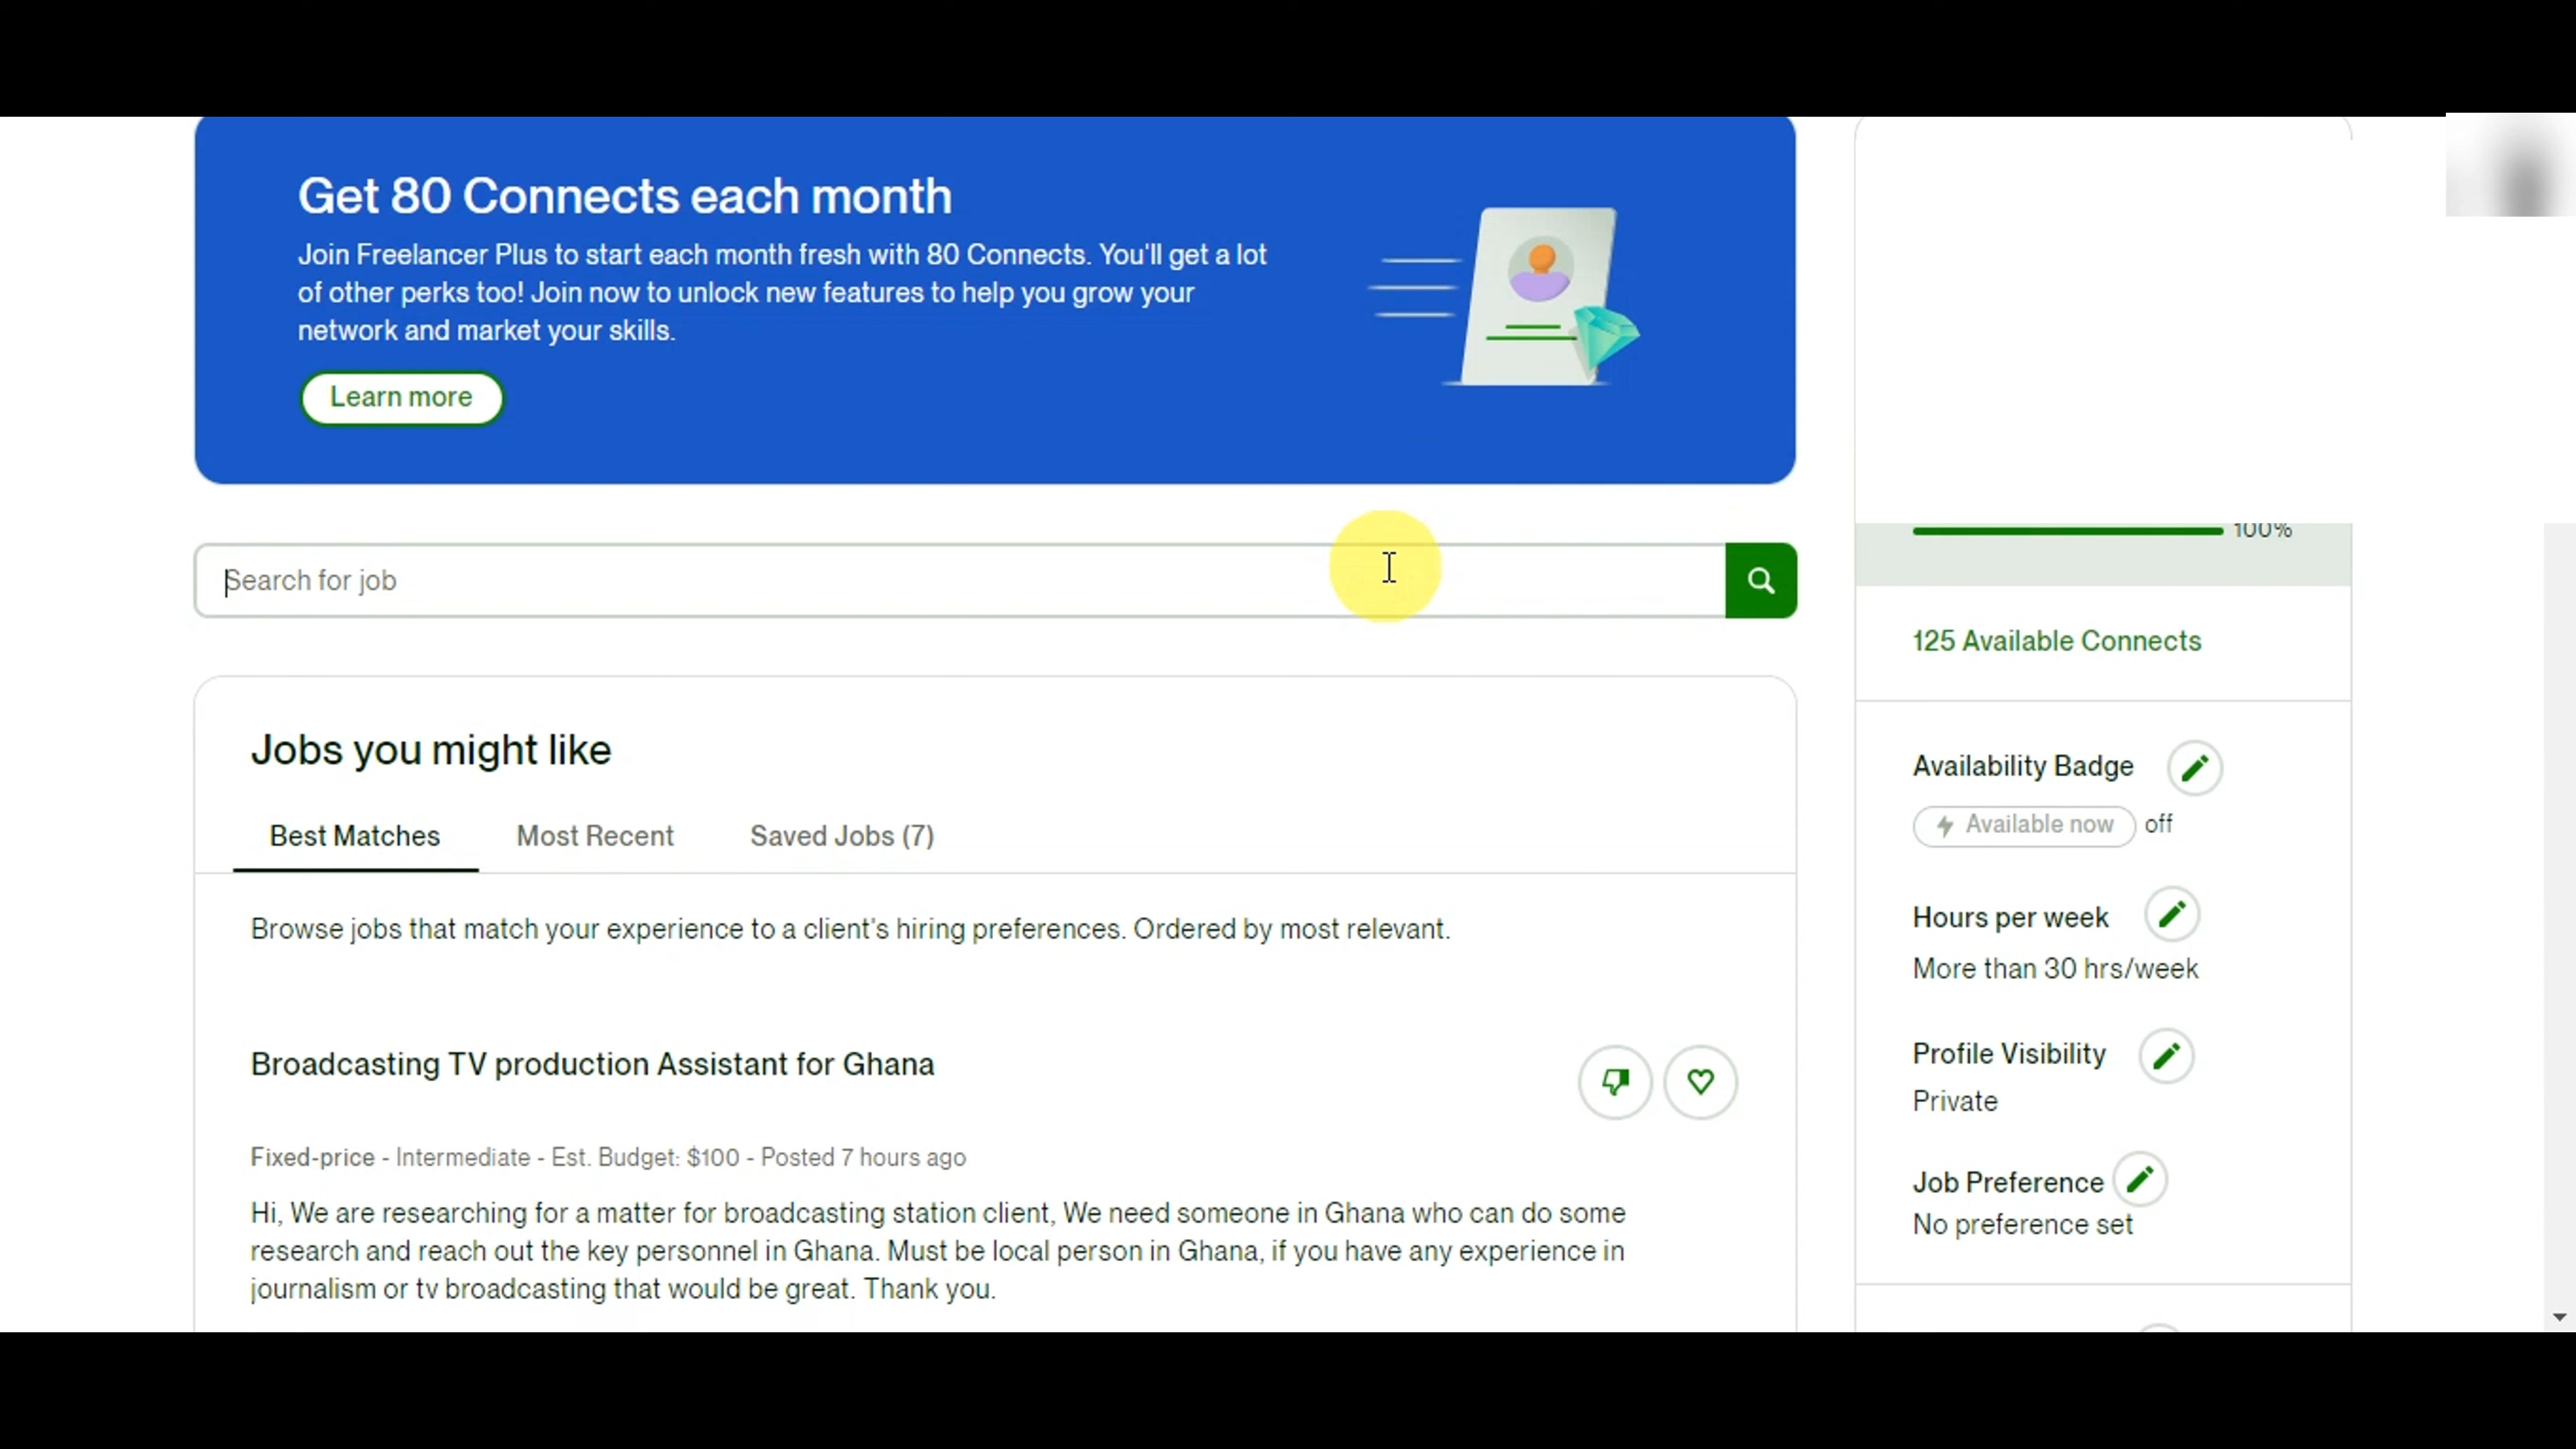 Get 80 Connects each month
Join Freelancer Plus to start each month fresh with 80 Connects. You'll get a lot
of other perks too! Join now to unlock new features to help you grow your
network and market your skills.
Learn more
Search for job
Jobs you might like
Best Matches
Most Recent
Saved Jobs (7)
Browse jobs that match your experience to a client's hiring preferences. Ordered by most relevant.
Broadcasting TV production Assistant for Ghana
Fixed-price - Intermediate - Est. Budget: $100 - Posted 7 hours ago
Hi, We are researching for a matter for broadcasting station client, We need someone in Ghana who can do some
research and reach out the key personnel in Ghana. Must be local person in Ghana, if you have any experience in
journalism or tv broadcasting that would be great. Thank you.
100%
125 Available Connects
Availability Badge
Available now off
Hours per week
More than 30 hrs/week
Profile Visibility
Private
Job Preference
No preference set